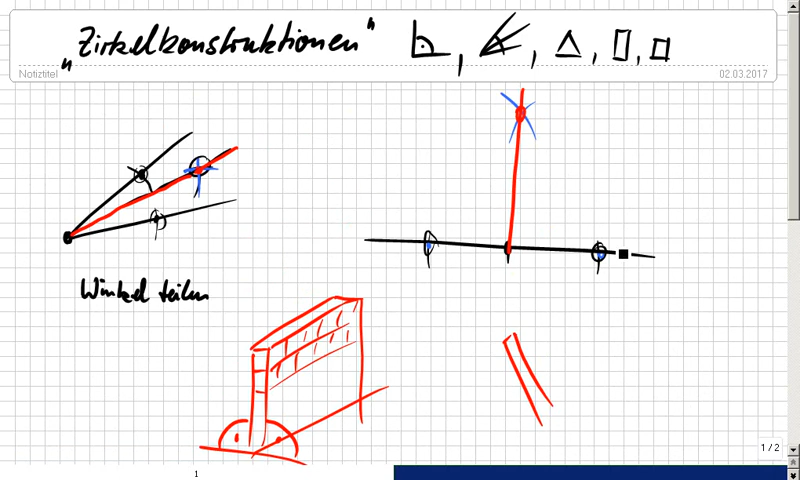 „Zirkelkonstruktionen"
Notiztitel
02.03.2017
Winkel teilen
1 / 2
1